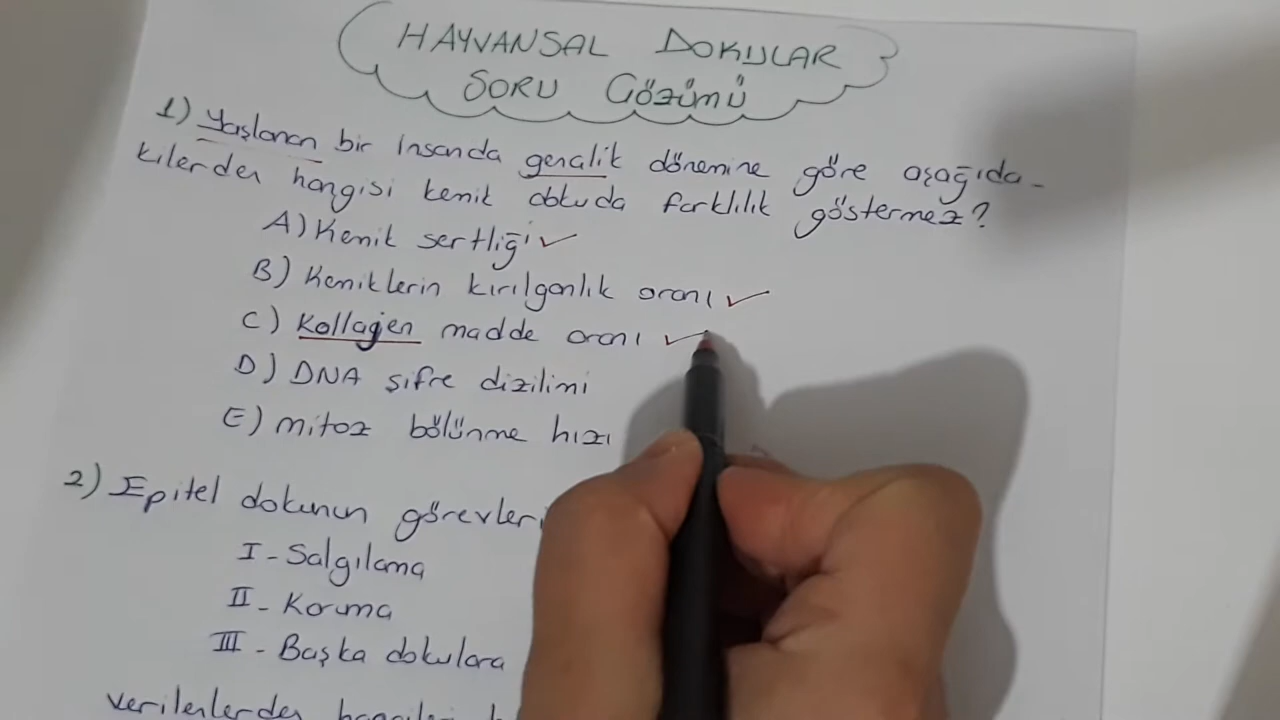 HAYVANSAL DOKULAR
SORU ÇÖZÜMÜ
1) Yaşlanan bir insanda gençlik dönemine göre aşağıda-
kilerden hangisi kemik dokuda farklılık göstermez?
A) Kemik sertliği ✓
B) Kemiklerin kırılganlık oranı ✓
C) Kollagen madde oranı ✓
D) DNA şifre dizilimi
E) mitoz bölünme hızı
2) Epitel dokunun görevleri
I - Salgılama
II - Koruma
III - Başka dokulara
verilenlerden